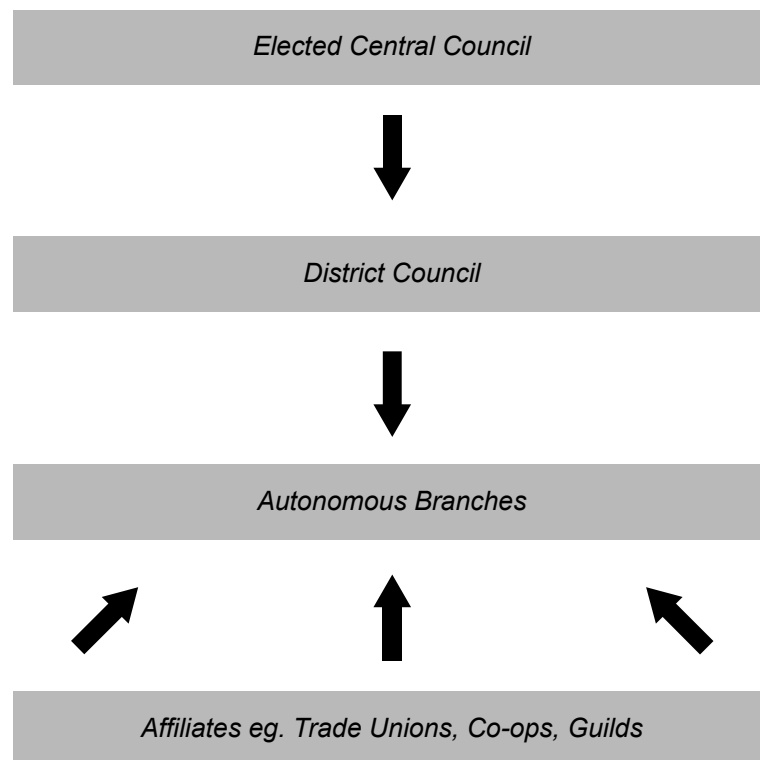 Elected Central Council
District Council
Autonomous Branches
Affiliates eg. Trade Unions, Co-ops, Guilds